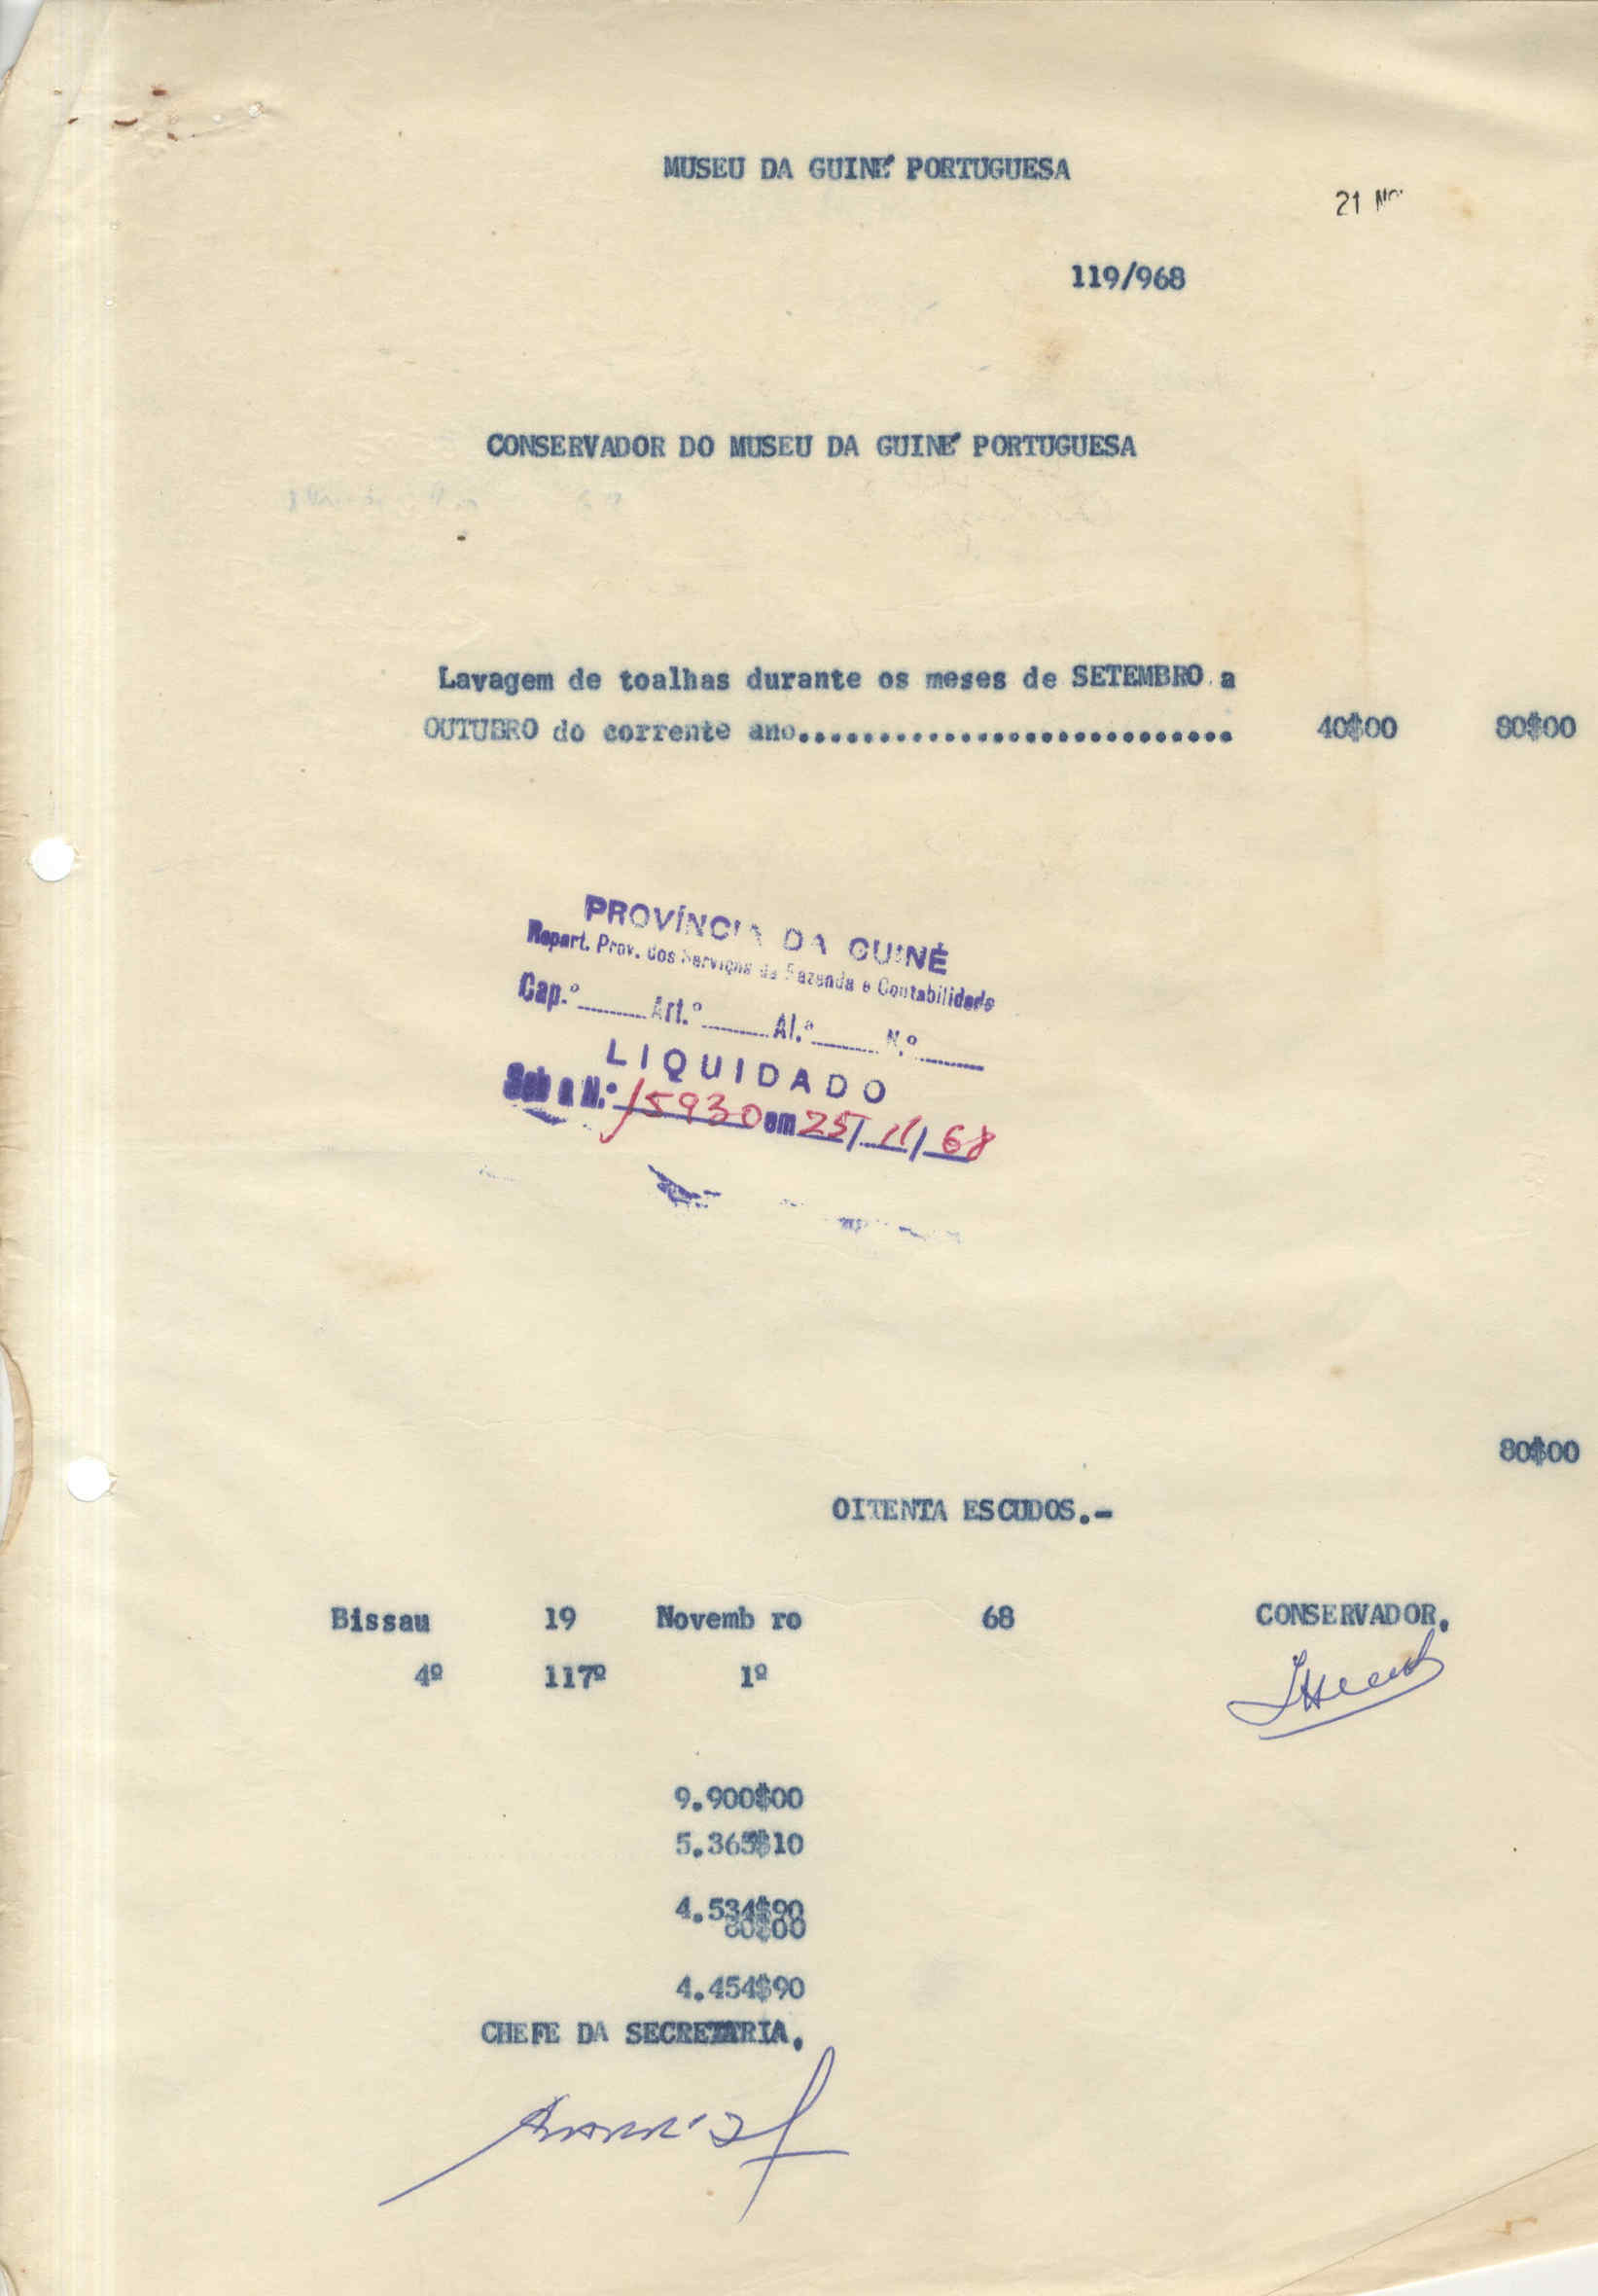 MUSEU DA GUINÉ PORTUGUESA
21
119/968
CONSERVADOR DO MUSEU DA GUINÉ PORTUGUESA
Lavagem de toalhas durante os meses de SETEMBRO a
OUTUBRO do corrente ano........................... 40$00 80$00
PROVÍNCIA DA GUINÉ
Repart. Prov. dos Serviços de Fazenda e Contabilidade
Cap.º Art.º Al.ª N.º
LIQUIDADO
Sob o N.º 15930 em 25/11/68
80$00
OITENTA ESCUDOS.-
Bissau 19 Novemb ro 68 CONSERVADOR.
4º 117º 1º
9.900$00
5.365$10
4.534$90
80$00
4.454$90
CHEFE DA SECRETARIA.